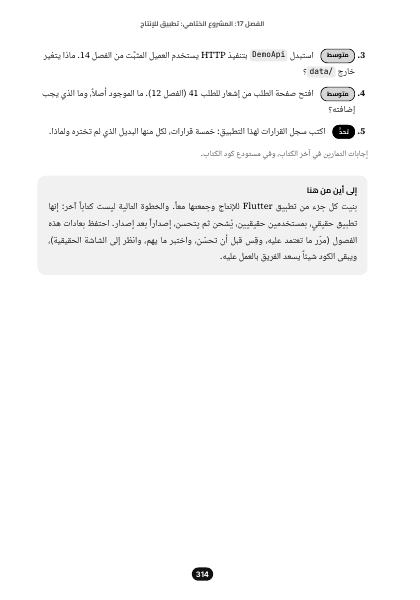 الفصل 17: المشروع الختامي: تطبيق للإنتاج
3. متوسط استبدل DemoApi بتنفيذ HTTP يستخدم العميل المثبَّت من الفصل 14. ماذا يتغير
خارج data/ ؟
4. متوسط افتح صفحة الطلب من إشعار للطلب 41 (الفصل 12). ما الموجود أصلاً، وما الذي يجب
إضافته؟
5. تحدٍّ اكتب سجل القرارات لهذا التطبيق: خمسة قرارات، لكل منها البديل الذي لم تختره ولماذا.
إجابات التمارين في آخر الكتاب، وفي مستودع كود الكتاب.
إلى أين من هنا
بنيت كل جزء من تطبيق Flutter للإنتاج وجمعتها معاً. والخطوة التالية ليست كتاباً آخر: إنها
تطبيق حقيقي، بمستخدمين حقيقيين، يُشحن ثم يتحسن، إصداراً بعد إصدار. احتفظ بعادات هذه
الفصول (مرّر ما تعتمد عليه، وقِس قبل أن تحسّن، واختبر ما يهم، وانظر إلى الشاشة الحقيقية)،
ويبقى الكود شيئاً يسعد الفريق بالعمل عليه.
314